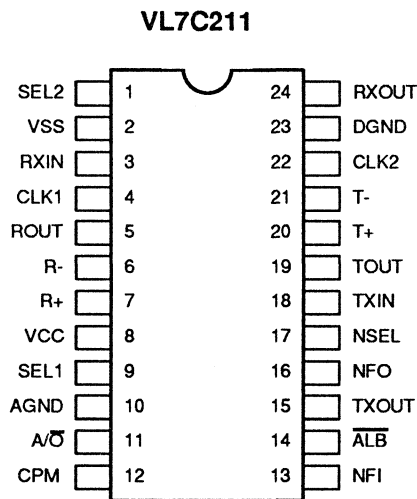 VL7C211
SEL2 1 24 RXOUT
VSS 2 23 DGND
RXIN 3 22 CLK2
CLK1 4 21 T-
ROUT 5 20 T+
R- 6 19 TOUT
R+ 7 18 TXIN
VCC 8 17 NSEL
SEL1 9 16 NFO
AGND 10 15 TXOUT
A/O̅ 11 14 A̅L̅B̅
CPM 12 13 NFI